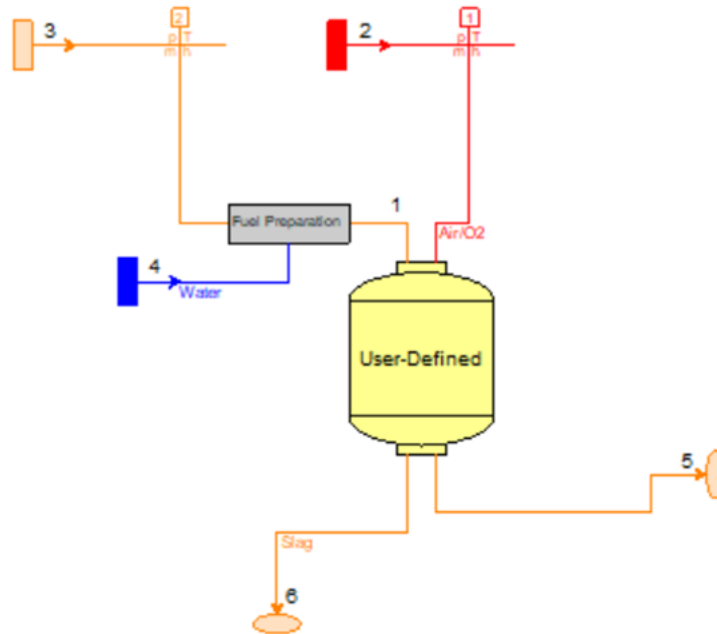 2
1
3
2
p T
m h
p T
m h
1
Fuel Preparation
Air/O2
4
Water
User-Defined
5
Slag
6